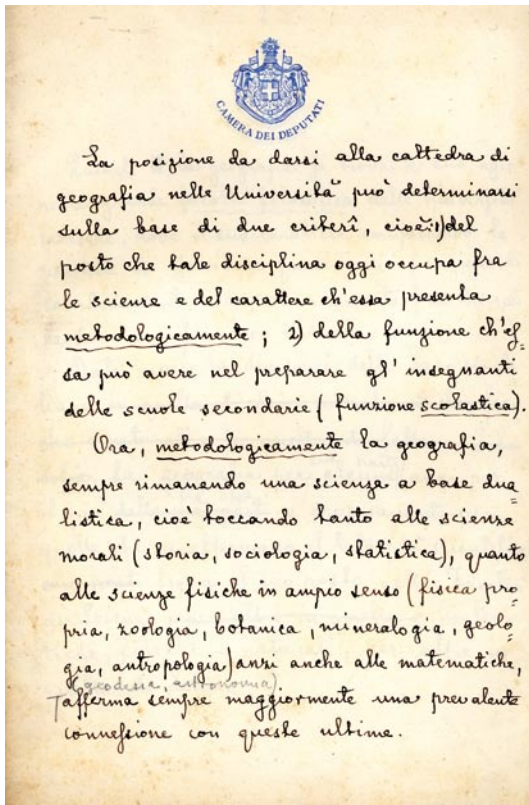 CAMERA DEI DEPUTATI
La posizione da darsi alla cattedra di
geografia nelle Università può determinarsi
sulla base di due criterî, cioè: 1) del
posto che tale disciplina oggi occupa fra
le scienze e del carattere ch'essa presenta
metodologicamente; 2) della funzione ch'es=
sa può avere nel preparare gl'insegnanti
delle scuole secondarie (funzione scolastica).
Ora, metodologicamente la geografia,
sempre rimanendo una scienza a base dua
listica, cioè toccando tanto alle scienze
morali (storia, sociologia, statistica), quanto
alle scienze fisiche in ampio senso (fisica pro
pria, zoologia, botanica, mineralogia, geolo
gia, antropologia) anzi anche alle matematiche,
(geodesia, astronomia)
afferma sempre maggiormente una prevalente
connessione con queste ultime.